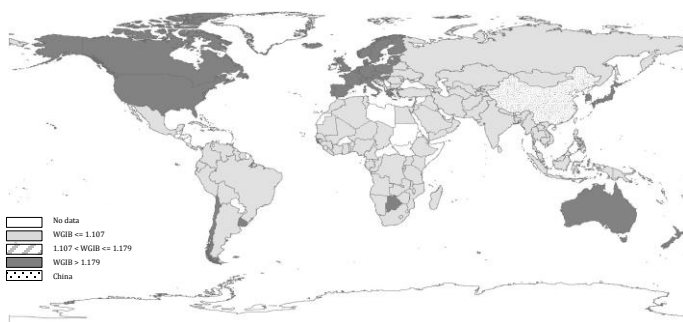 No data
WGIB <= 1.107
1.107 < WGIB <= 1.179
WGIB > 1.179
China